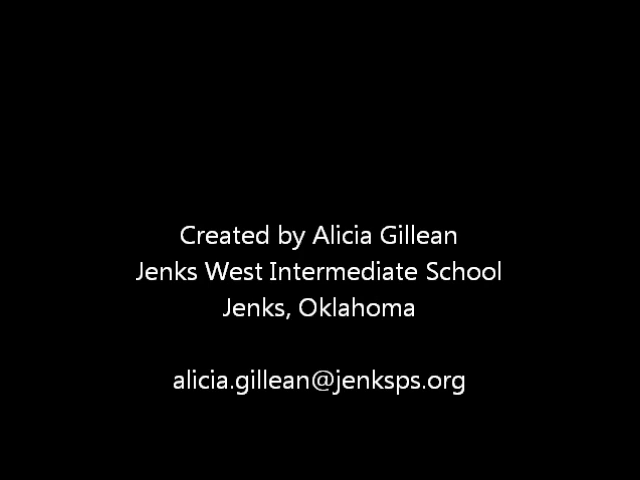 Created by Alicia Gillean
Jenks West Intermediate School
Jenks, Oklahoma
alicia.gillean@jenksps.org